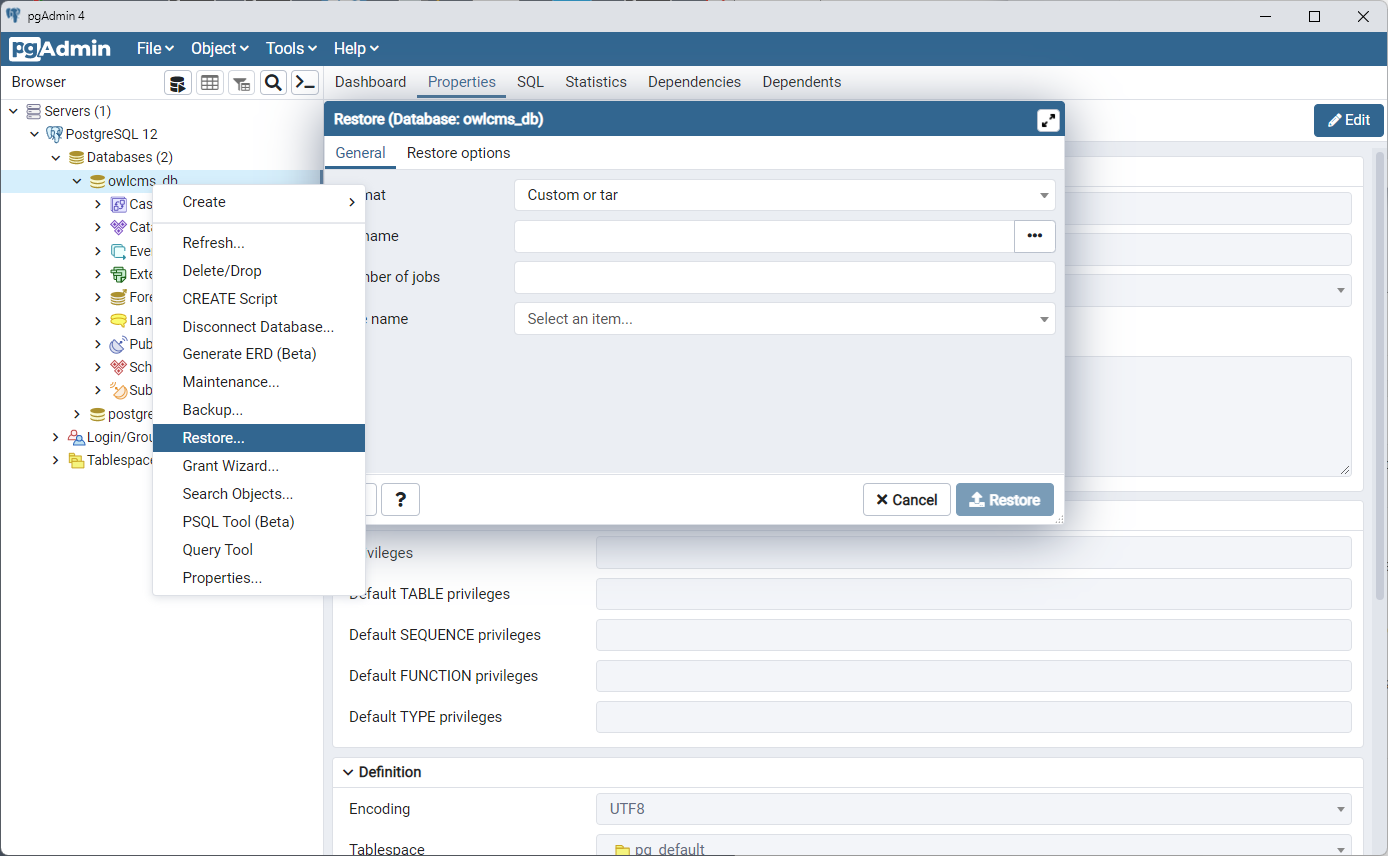 pgAdmin 4
pgAdmin File Object Tools Help
Browser
Dashboard Properties SQL Statistics Dependencies Dependents
Servers (1)
PostgreSQL 12
Databases (2)
owlcms_db
Cas
Cata
Eve
Exte
Fore
Lan
Pub
Sch
Sub
postgre
Login/Grou
Tablespac
Create
Refresh...
Delete/Drop
CREATE Script
Disconnect Database...
Generate ERD (Beta)
Maintenance...
Backup...
Restore...
Grant Wizard...
Search Objects...
PSQL Tool (Beta)
Query Tool
Properties...
Restore (Database: owlcms_db)
General Restore options
mat Custom or tar
name •••
ber of jobs
name Select an item...
? Cancel Restore
Edit
vileges
Default TABLE privileges
Default SEQUENCE privileges
Default FUNCTION privileges
Default TYPE privileges
Definition
Encoding UTF8
Tablespace pg_default